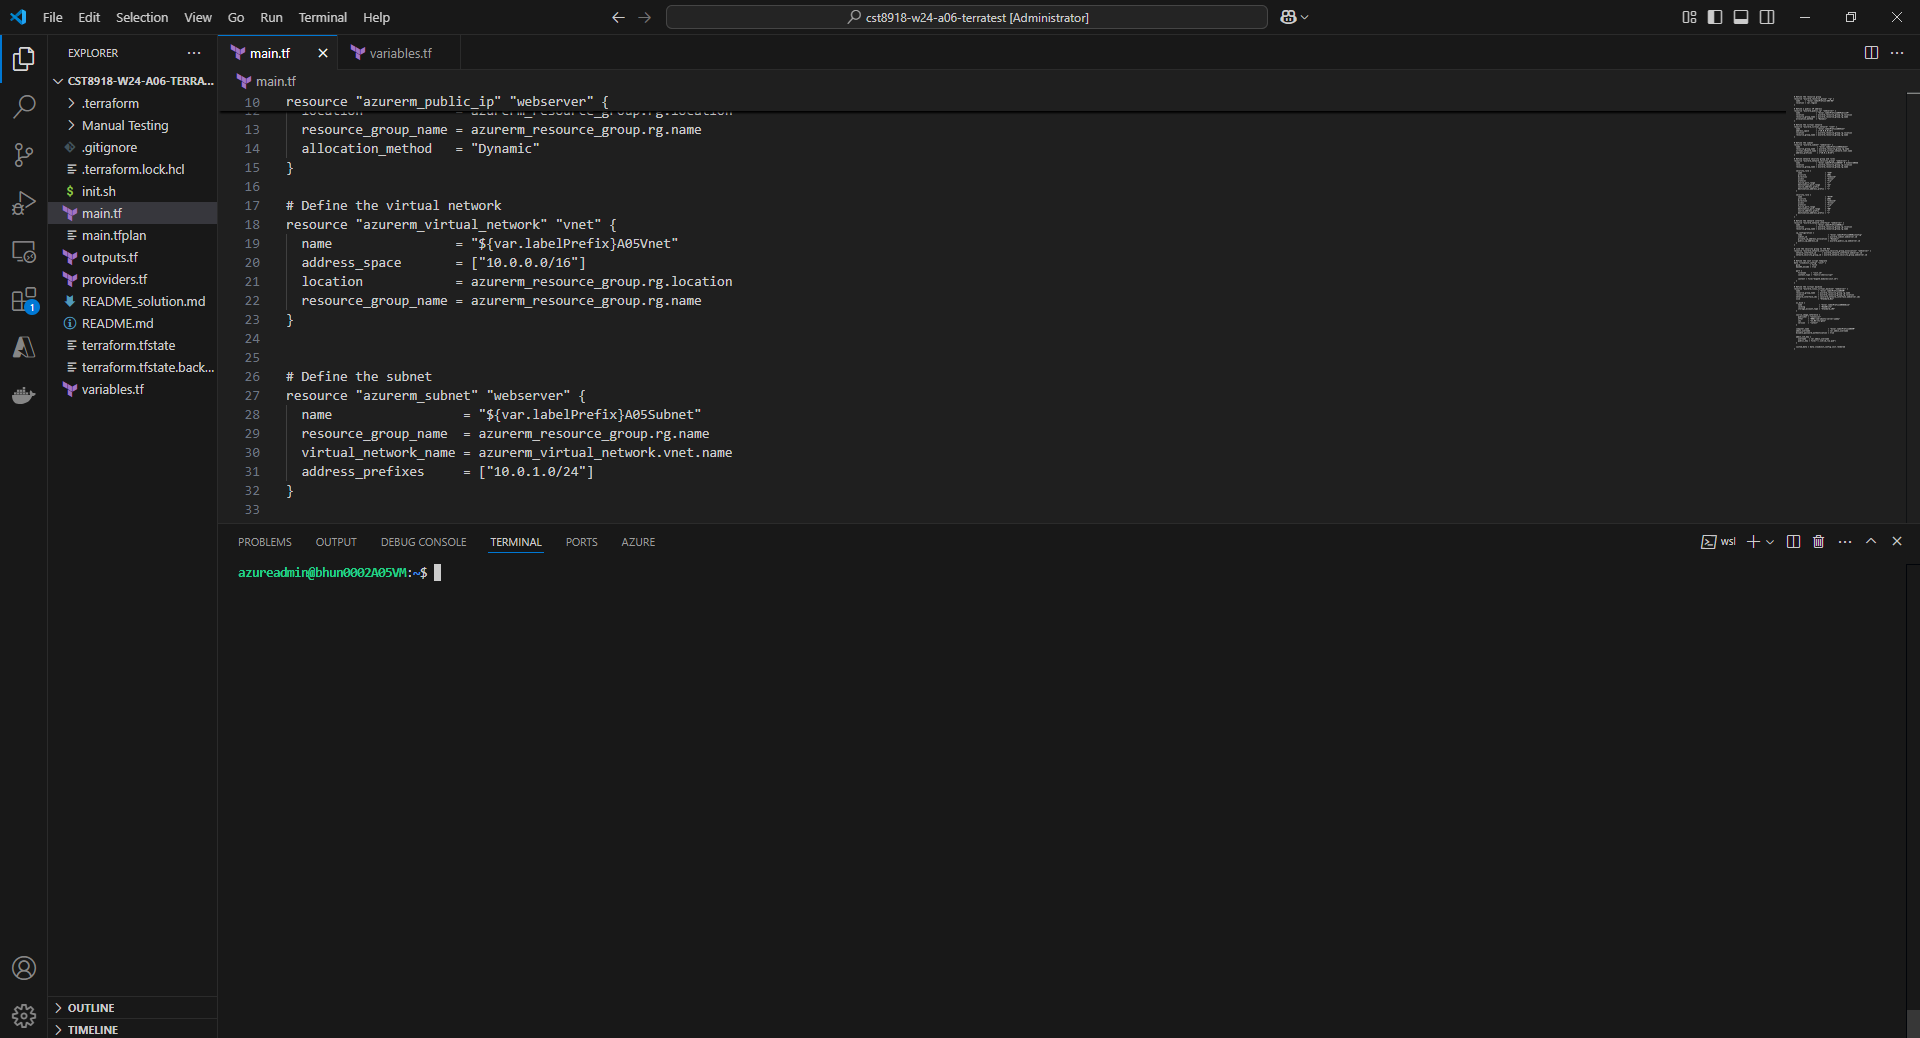 File Edit Selection View Go Run Terminal Help
cst8918-w24-a06-terratest [Administrator]
EXPLORER
CST8918-W24-A06-TERRA...
.terraform
Manual Testing
.gitignore
.terraform.lock.hcl
init.sh
main.tf
main.tfplan
outputs.tf
providers.tf
README_solution.md
README.md
terraform.tfstate
terraform.tfstate.back...
variables.tf
OUTLINE
TIMELINE
1
main.tf variables.tf
main.tf
10 resource "azurerm_public_ip" "webserver" {
12 location = azurerm_resource_group.rg.location
13 resource_group_name = azurerm_resource_group.rg.name
14 allocation_method = "Dynamic"
15 }
16
17 # Define the virtual network
18 resource "azurerm_virtual_network" "vnet" {
19 name = "${var.labelPrefix}A05Vnet"
20 address_space = ["10.0.0.0/16"]
21 location = azurerm_resource_group.rg.location
22 resource_group_name = azurerm_resource_group.rg.name
23 }
24
25
26 # Define the subnet
27 resource "azurerm_subnet" "webserver" {
28 name = "${var.labelPrefix}A05Subnet"
29 resource_group_name = azurerm_resource_group.rg.name
30 virtual_network_name = azurerm_virtual_network.vnet.name
31 address_prefixes = ["10.0.1.0/24"]
32 }
33
PROBLEMS OUTPUT DEBUG CONSOLE TERMINAL PORTS AZURE
wsl
azureadmin@bhun0002A05VM:~$